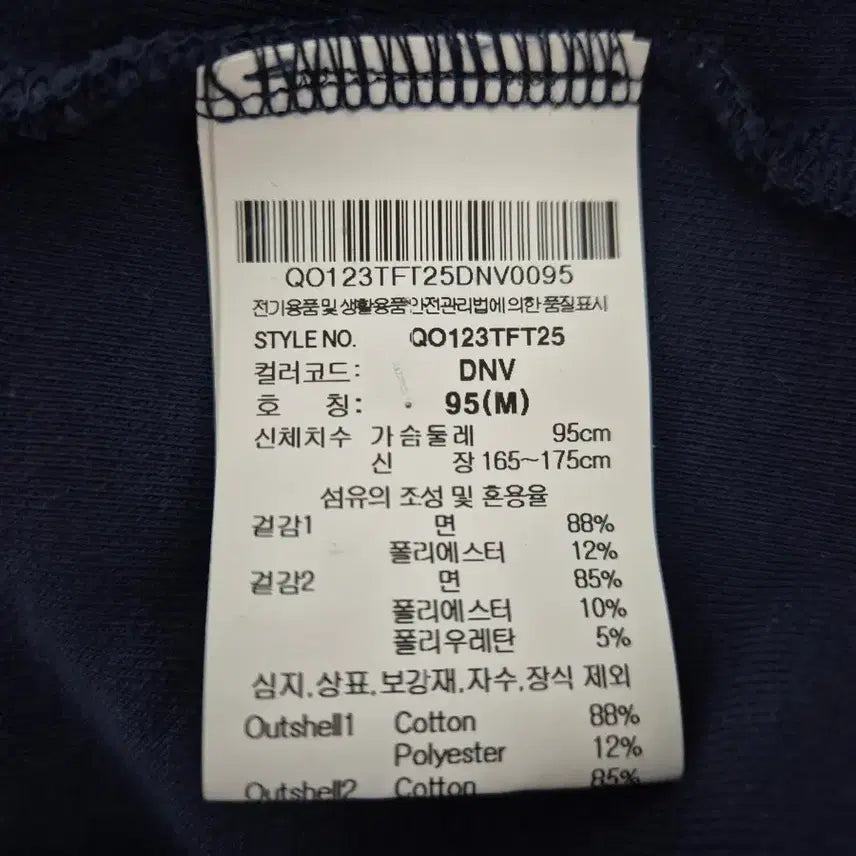 QO123TFT25DNV0095
전기용품 및 생활용품 안전관리법에 의한 품질표시
STYLE NO. QO123TFT25
컬러코드: DNV
호 칭: 95(M)
신체치수 가슴둘레 95cm
신 장 165~175cm
섬유의 조성 및 혼용율
겉감1 면 88%
폴리에스터 12%
겉감2 면 85%
폴리에스터 10%
폴리우레탄 5%
심지,상표,보강재,자수,장식 제외
Outshell1 Cotton 88%
Polyester 12%
Outshell2 Cotton 85%